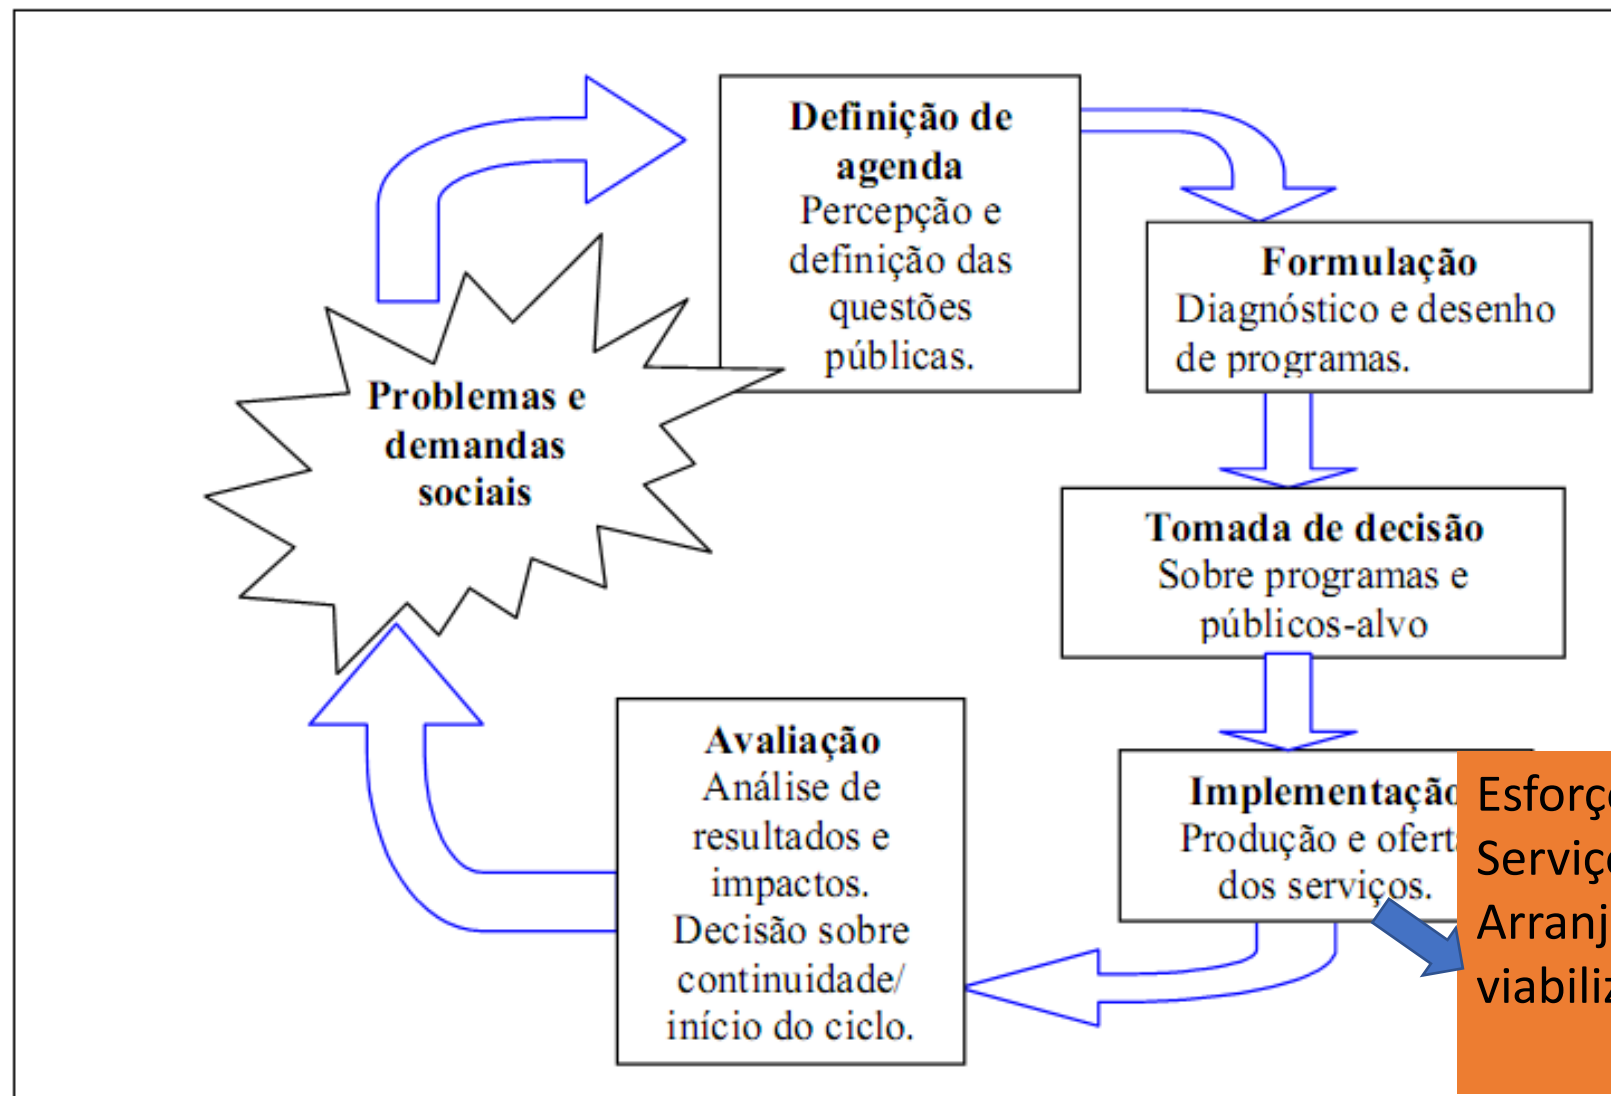 Definição de
agenda
Percepção e
definição das
questões
públicas.
Formulação
Diagnóstico e desenho
de programas.
Problemas e
demandas
sociais
Tomada de decisão
Sobre programas e
públicos-alvo
Avaliação
Análise de
resultados e
impactos.
Decisão sobre
continuidade/
início do ciclo.
Implementação
Produção e
dos serviços.